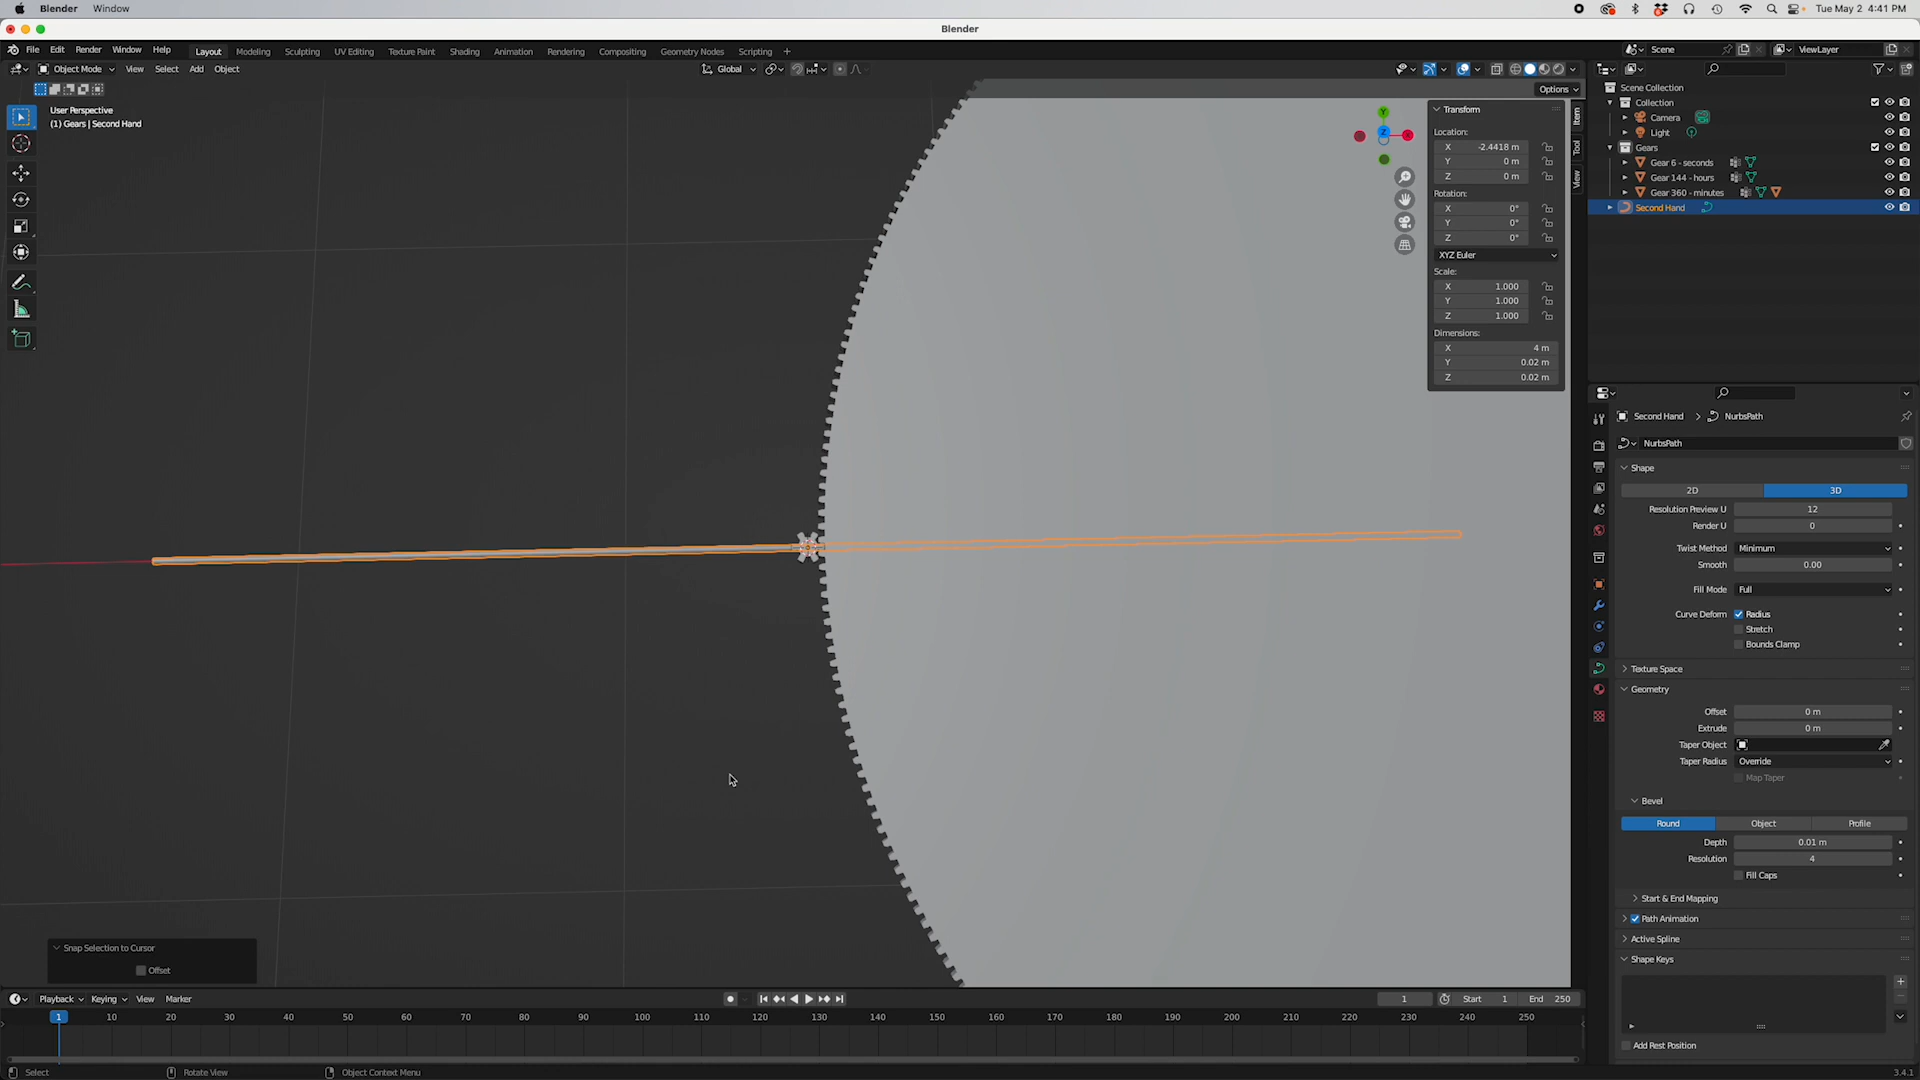 Blender Window Tue May 2 4:41 PM
Blender
File Edit Render Window Help Layout Modeling Sculpting UV Editing Texture Paint Shading Animation Rendering Compositing Geometry Nodes Scripting + Scene ViewLayer
Object Mode View Select Add Object Global
Options
User Perspective
(1) Gears | Second Hand
Transform
Location:
X -2.4418 m
Y 0 m
Z 0 m
Rotation:
X 0°
Y 0°
Z 0°
XYZ Euler
Scale:
X 1.000
Y 1.000
Z 1.000
Dimensions:
X 4 m
Y 0.02 m
Z 0.02 m
Item
Tool
View
Y
Z
X
Scene Collection
Collection
Camera
Light
Gears
Gear 6 - seconds
Gear 144 - hours
Gear 360 - minutes
Second Hand
Second Hand > NurbsPath
NurbsPath
Shape
2D 3D
Resolution Preview U 12
Render U 0
Twist Method Minimum
Smooth 0.00
Fill Mode Full
Curve Deform Radius
Stretch
Bounds Clamp
Texture Space
Geometry
Offset 0 m
Extrude 0 m
Taper Object
Taper Radius Override
Map Taper
Bevel
Round Object Profile
Depth 0.01 m
Resolution 4
Fill Caps
Start & End Mapping
Path Animation
Active Spline
Shape Keys
Add Rest Position
Snap Selection to Cursor
Offset
Playback Keying View Marker 1 Start 1 End 250
1 10 20 30 40 50 60 70 80 90 100 110 120 130 140 150 160 170 180 190 200 210 220 230 240 250
Select Rotate View Object Context Menu 3.4.1